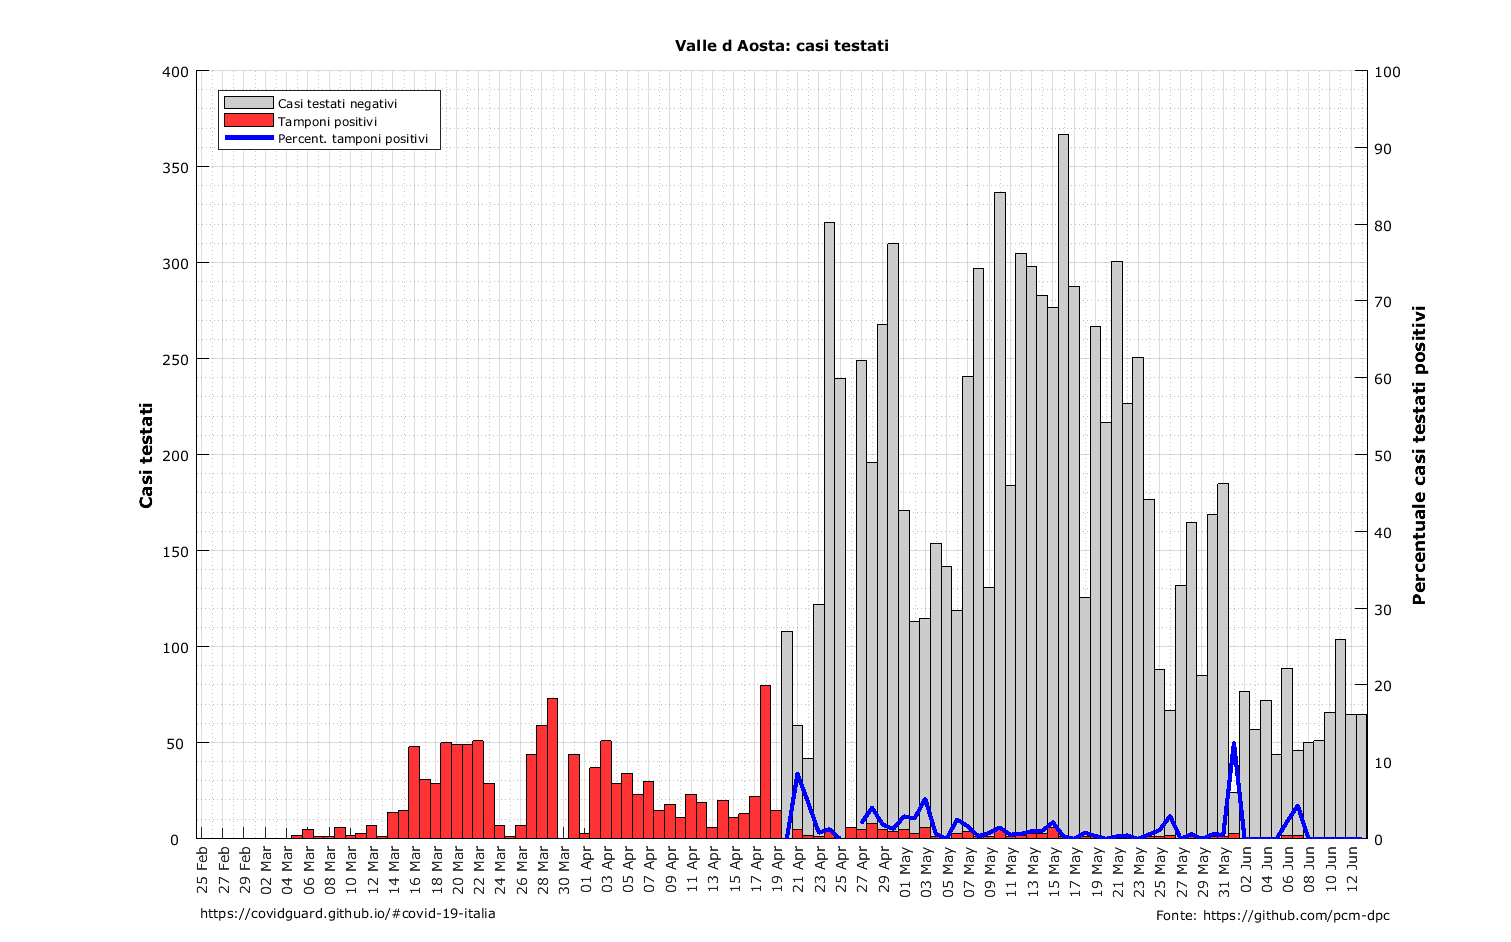 Valle d Aosta: casi testati
Casi testati negativi
Tamponi positivi
Percent. tamponi positivi
Casi testati
400
350
300
250
200
150
100
50
0
100
90
80
70
60
50
40
30
20
10
0
Percentuale casi testati positivi
25 Feb
27 Feb
29 Feb
02 Mar
04 Mar
06 Mar
08 Mar
10 Mar
12 Mar
14 Mar
16 Mar
18 Mar
20 Mar
22 Mar
24 Mar
26 Mar
28 Mar
30 Mar
01 Apr
03 Apr
05 Apr
07 Apr
09 Apr
11 Apr
13 Apr
15 Apr
17 Apr
19 Apr
21 Apr
23 Apr
25 Apr
27 Apr
29 Apr
01 May
03 May
05 May
07 May
09 May
11 May
13 May
15 May
17 May
19 May
21 May
23 May
25 May
27 May
29 May
31 May
02 Jun
04 Jun
06 Jun
08 Jun
10 Jun
12 Jun
https://covidguard.github.io/#covid-19-italia
Fonte: https://github.com/pcm-dpc